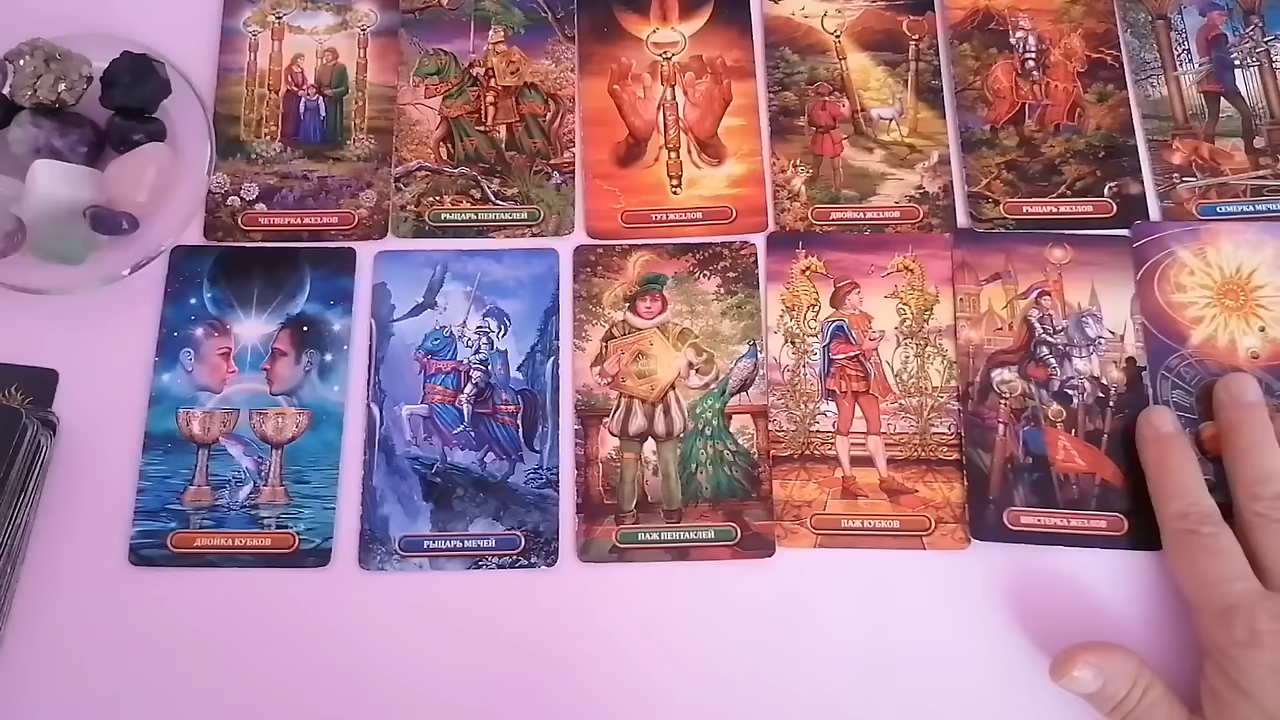 ЧЕТВЕРКА ЖЕЗЛОВ
РЫЦАРЬ ПЕНТАКЛЕЙ
ТУЗ ЖЕЗЛОВ
ДВОЙКА ЖЕЗЛОВ
РЫЦАРЬ ЖЕЗЛОВ
СЕМЕРКА МЕЧЕЙ
ДВОЙКА КУБКОВ
РЫЦАРЬ МЕЧЕЙ
ПАЖ ПЕНТАКЛЕЙ
ПАЖ КУБКОВ
ШЕСТЕРКА ЖЕЗЛОВ